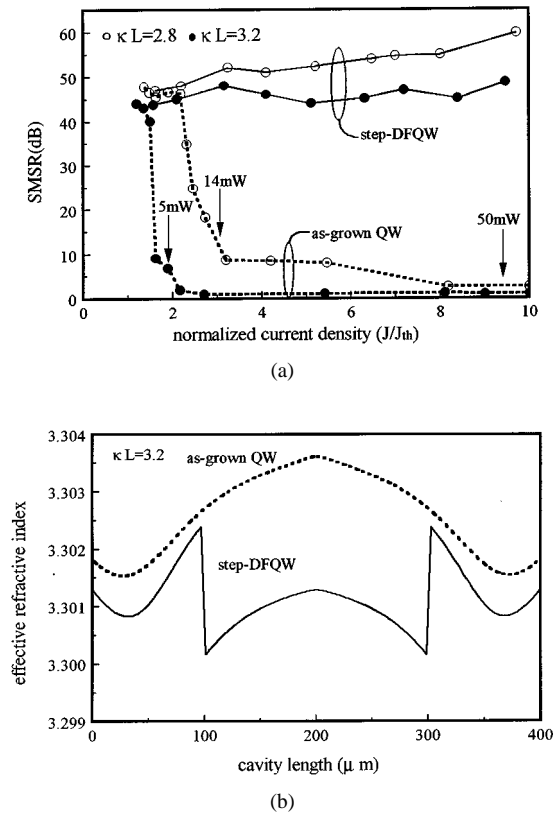 (a)
○ κ L=2.8 ● κ L=3.2
60
50
40
30
20
10
0
SMSR(dB)
step-DFQW
14mW
5mW
as-grown QW
50mW
0 2 4 6 8 10
normalized current density (J/Jth)
(a)
3.304
3.303
3.302
3.301
3.300
3.299
effective refractive index
κ L=3.2
as-grown QW
step-DFQW
0 100 200 300 400
cavity length (μ m)
(b)